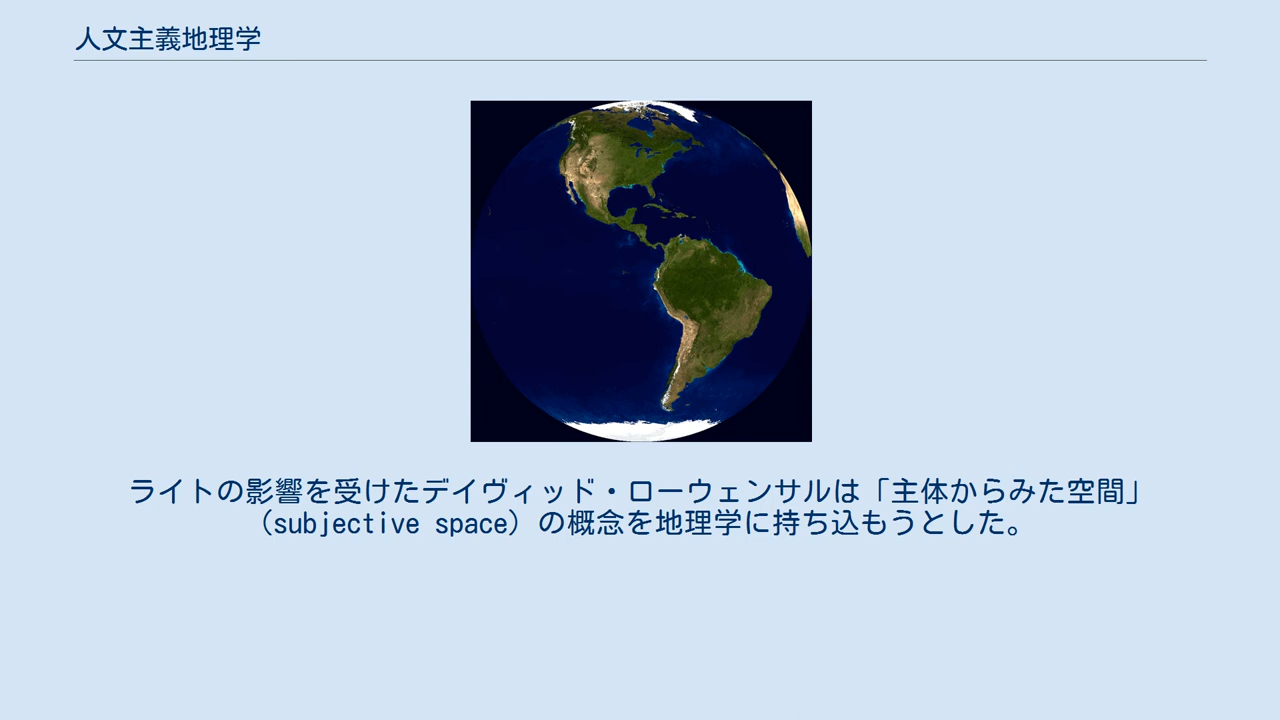 人文主義地理学
ライトの影響を受けたデイヴィッド・ローウェンサルは「主体からみた空間」
（subjective space）の概念を地理学に持ち込もうとした。